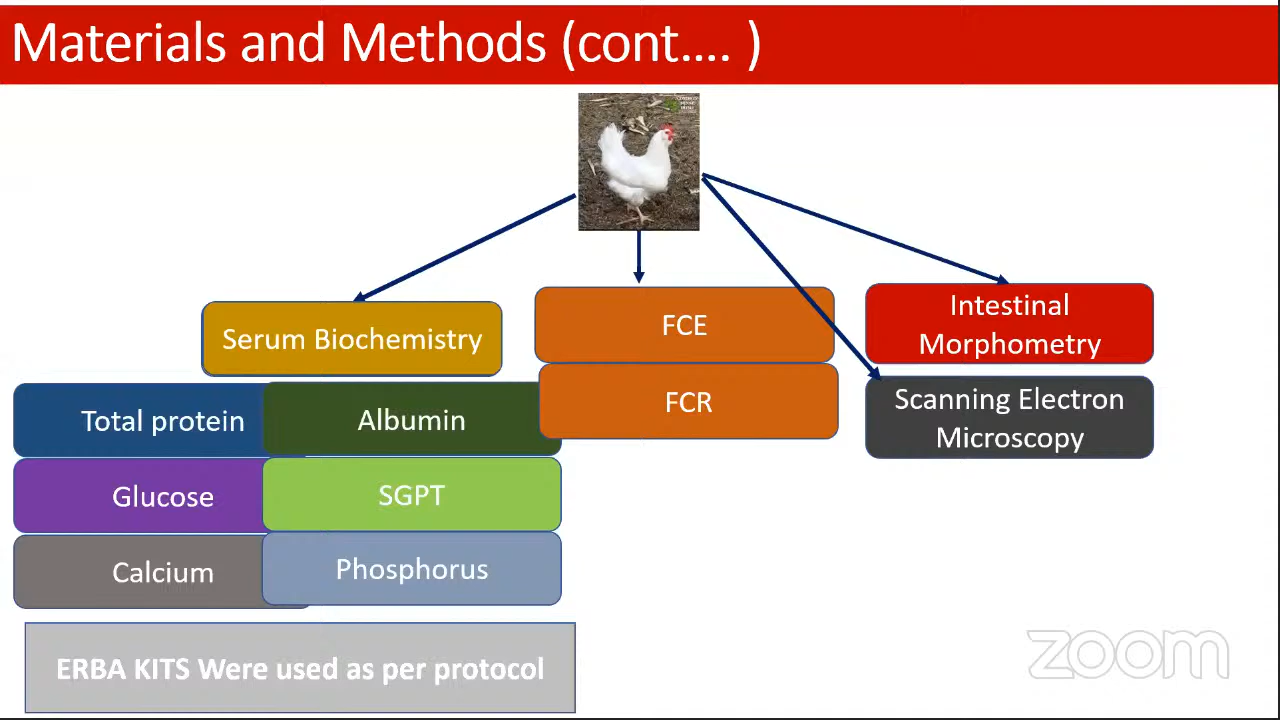 Materials and Methods (cont.... )
Serum Biochemistry
FCE
FCR
Intestinal
Morphometry
Scanning Electron
Microscopy
Total protein
Albumin
Glucose
SGPT
Calcium
Phosphorus
ERBA KITS Were used as per protocol
zoom